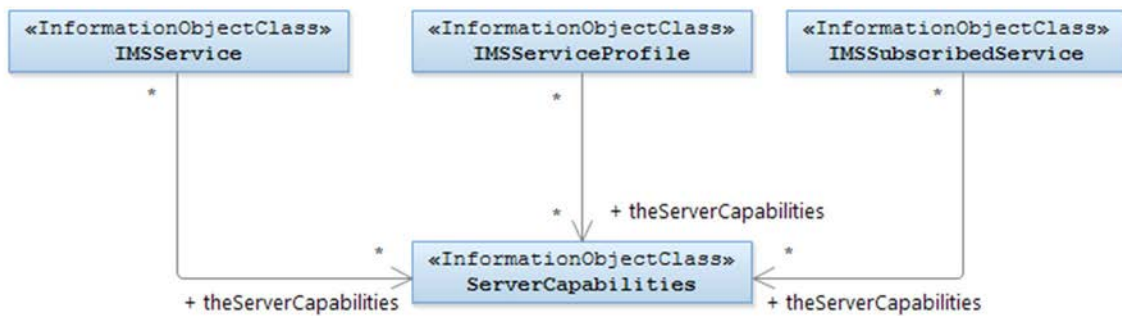 «InformationObjectClass»
IMSService
«InformationObjectClass»
IMSServiceProfile
«InformationObjectClass»
IMSSubscribedService
*
*
*
* + theServerCapabilities
*
*
«InformationObjectClass»
ServerCapabilities
+ theServerCapabilities
+ theServerCapabilities